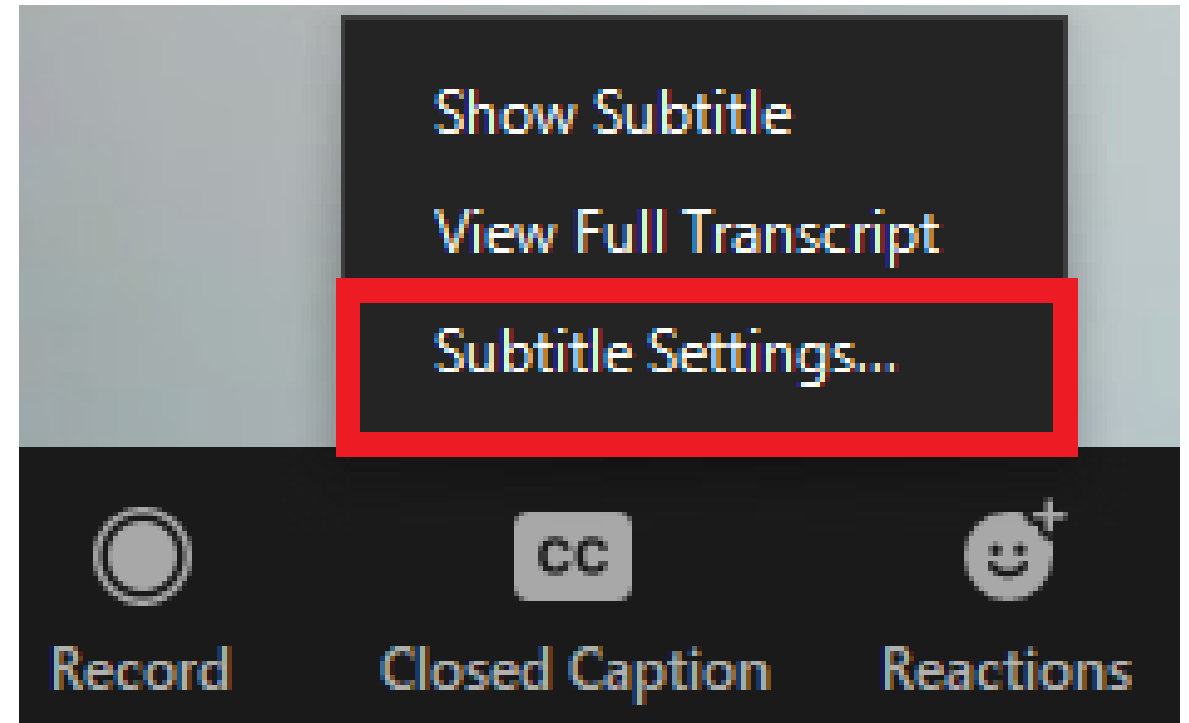 Show Subtitle
View Full Transcript
Subtitle Settings...
CC
Record
Closed Caption
Reactions